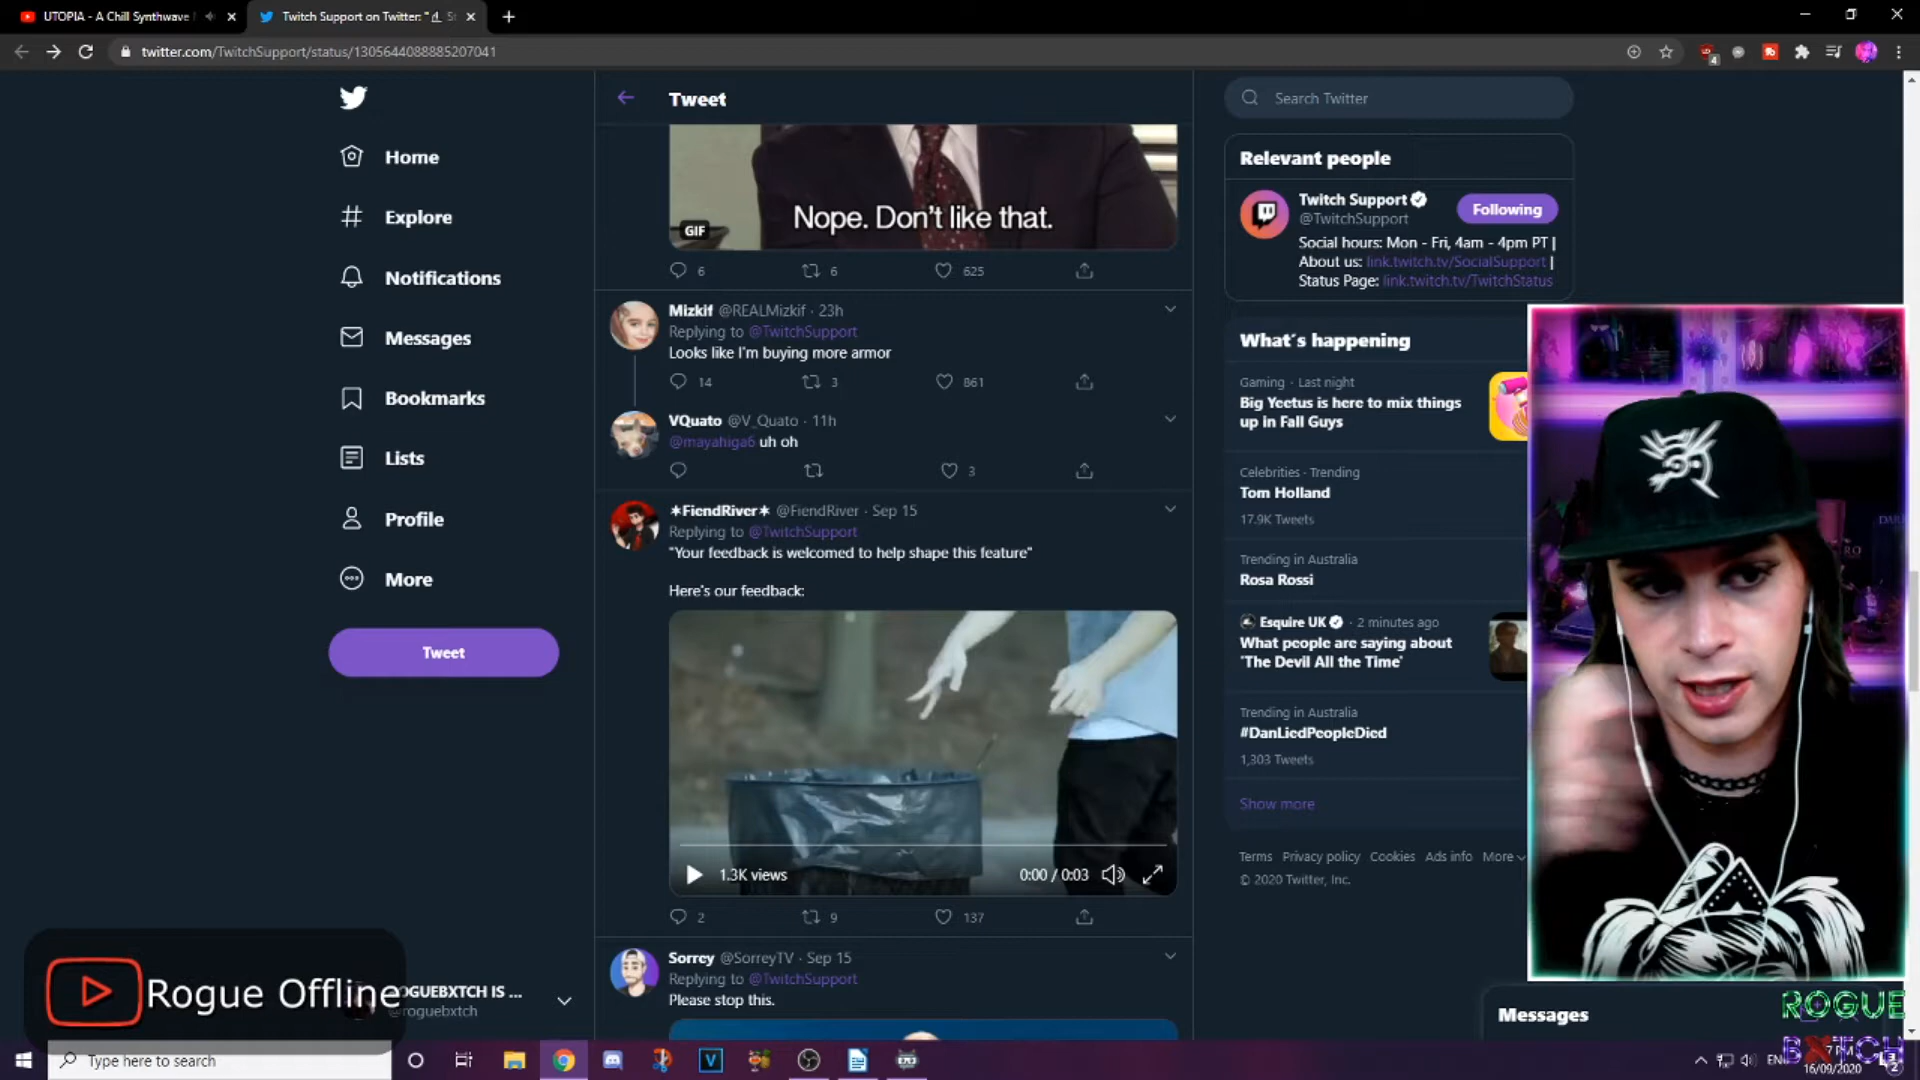 UTOPIA - A Chill Synthwave
Twitch Support on Twitter: "
twitter.com/TwitchSupport/status/1305644088885207041
4
Home
Explore
Notifications
Messages
Bookmarks
Lists
Profile
More
Tweet
Tweet
Nope. Don't like that.
GIF
6 6 625
Mizkif @REALMizkif · 23h
Replying to @TwitchSupport
Looks like I'm buying more armor
14 3 861
VQuato @V_Quato · 11h
@mayahiga6 uh oh
3
✶FiendRiver✶ @FiendRiver · Sep 15
Replying to @TwitchSupport
"Your feedback is welcomed to help shape this feature"
Here's our feedback:
1.3K views 0:00 / 0:03
2 9 137
Sorrey @SorreyTV · Sep 15
Replying to @TwitchSupport
Please stop this.
Search Twitter
Relevant people
Twitch Support
@TwitchSupport
Following
Social hours: Mon - Fri, 4am - 4pm PT |
About us: link.twitch.tv/SocialSupport |
Status Page: link.twitch.tv/TwitchStatus
What's happening
Gaming · Last night
Big Yeetus is here to mix things
up in Fall Guys
Celebrities · Trending
Tom Holland
17.9K Tweets
Trending in Australia
Rosa Rossi
Esquire UK · 2 minutes ago
What people are saying about
'The Devil All the Time'
Trending in Australia
#DanLiedPeopleDied
1,303 Tweets
Show more
Terms Privacy policy Cookies Ads info More
© 2020 Twitter, Inc.
Messages
Rogue Offline
OGUEBXTCH IS ...
@roguebxtch
ROGUE
BXTCH
Type here to search
V
16/09/2020
2